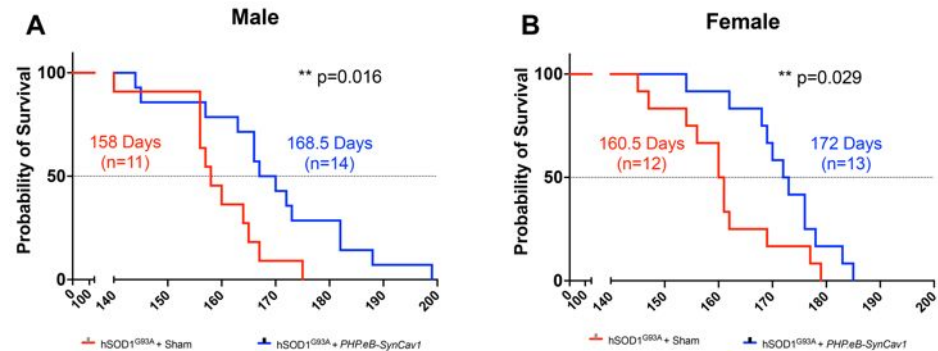 A
Male
** p=0.016
158 Days
(n=11)
168.5 Days
(n=14)
Probability of Survival
100
50
0
0
100
140
150
160
170
180
190
200
hSOD1G93A + Sham
hSOD1G93A + PHP.eB-SynCav1
B
Female
** p=0.029
160.5 Days
(n=12)
172 Days
(n=13)
Probability of Survival
100
50
0
0
100
140
150
160
170
180
190
200
hSOD1G93A + Sham
hSOD1G93A + PHP.eB-SynCav1